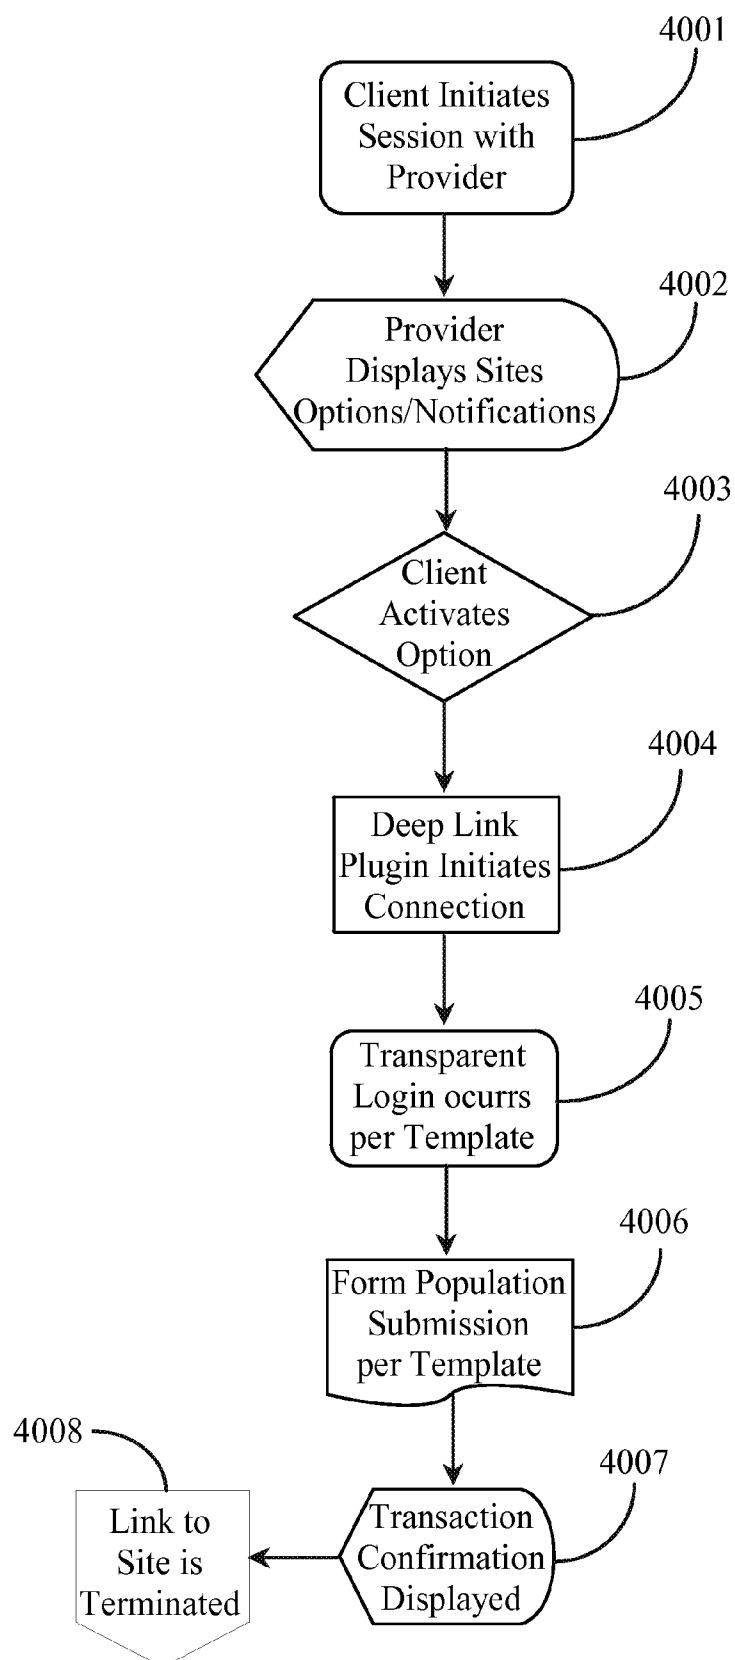 4001
Client Initiates
Session with
Provider
4002
Provider
Displays Sites
Options/Notifications
4003
Client
Activates
Option
4004
Deep Link
Plugin Initiates
Connection
4005
Transparent
Login ocurrs
per Template
4006
Form Population
Submission
per Template
4007
Transaction
Confirmation
Displayed
4008
Link to
Site is
Terminated